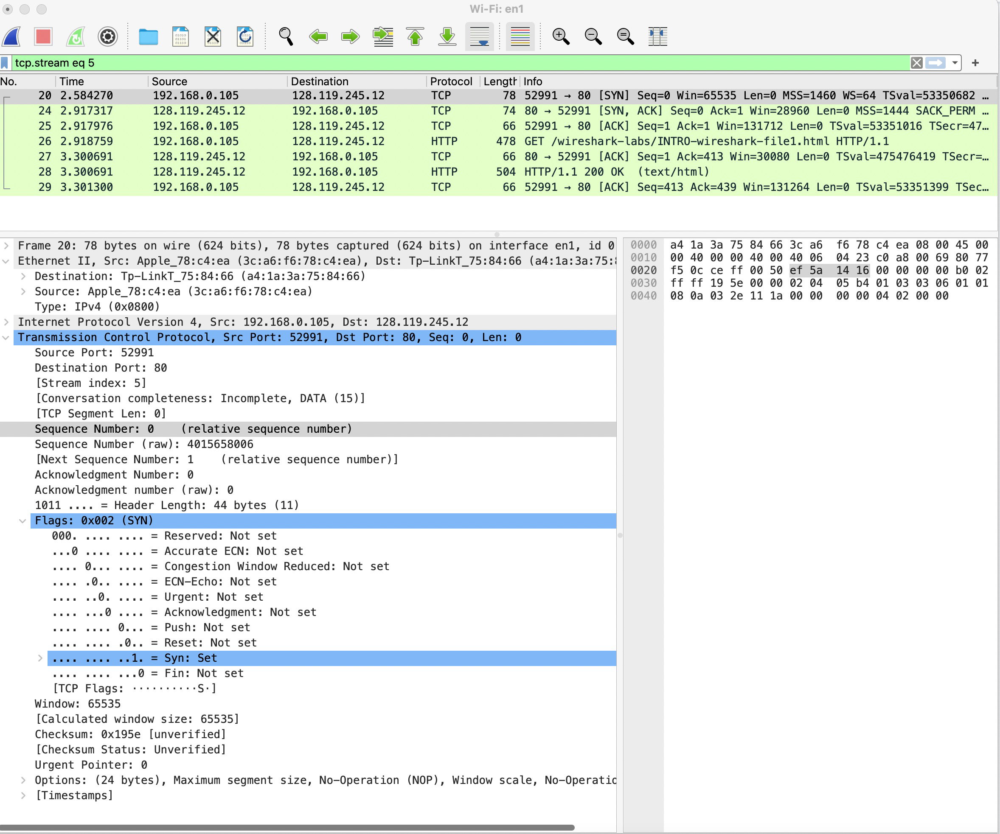 Wi-Fi: en1
tcp.stream eq 5
No. Time Source Destination Protocol Length Info
20 2.584270 192.168.0.105 128.119.245.12 TCP 78 52991 → 80 [SYN] Seq=0 Win=65535 Len=0 MSS=1460 WS=64 TSval=53350682 …
24 2.917317 128.119.245.12 192.168.0.105 TCP 74 80 → 52991 [SYN, ACK] Seq=0 Ack=1 Win=28960 Len=0 MSS=1444 SACK_PERM …
25 2.917976 192.168.0.105 128.119.245.12 TCP 66 52991 → 80 [ACK] Seq=1 Ack=1 Win=131712 Len=0 TSval=53351016 TSecr=47…
26 2.918759 192.168.0.105 128.119.245.12 HTTP 478 GET /wireshark-labs/INTRO-wireshark-file1.html HTTP/1.1
27 3.300691 128.119.245.12 192.168.0.105 TCP 66 80 → 52991 [ACK] Seq=1 Ack=413 Win=30080 Len=0 TSval=475476419 TSecr=…
28 3.300691 128.119.245.12 192.168.0.105 HTTP 504 HTTP/1.1 200 OK  (text/html)
29 3.301300 192.168.0.105 128.119.245.12 TCP 66 52991 → 80 [ACK] Seq=413 Ack=439 Win=131264 Len=0 TSval=53351399 TSec…
Frame 20: 78 bytes on wire (624 bits), 78 bytes captured (624 bits) on interface en1, id 0
Ethernet II, Src: Apple_78:c4:ea (3c:a6:f6:78:c4:ea), Dst: Tp-LinkT_75:84:66 (a4:1a:3a:75:8
Destination: Tp-LinkT_75:84:66 (a4:1a:3a:75:84:66)
Source: Apple_78:c4:ea (3c:a6:f6:78:c4:ea)
Type: IPv4 (0x0800)
Internet Protocol Version 4, Src: 192.168.0.105, Dst: 128.119.245.12
Transmission Control Protocol, Src Port: 52991, Dst Port: 80, Seq: 0, Len: 0
Source Port: 52991
Destination Port: 80
[Stream index: 5]
[Conversation completeness: Incomplete, DATA (15)]
[TCP Segment Len: 0]
Sequence Number: 0    (relative sequence number)
Sequence Number (raw): 4015658006
[Next Sequence Number: 1    (relative sequence number)]
Acknowledgment Number: 0
Acknowledgment number (raw): 0
1011 .... = Header Length: 44 bytes (11)
Flags: 0x002 (SYN)
000. .... .... = Reserved: Not set
...0 .... .... = Accurate ECN: Not set
.... 0... .... = Congestion Window Reduced: Not set
.... .0.. .... = ECN-Echo: Not set
.... ..0. .... = Urgent: Not set
.... ...0 .... = Acknowledgment: Not set
.... .... 0... = Push: Not set
.... .... .0.. = Reset: Not set
.... .... ..1. = Syn: Set
.... .... ...0 = Fin: Not set
[TCP Flags: ··········S·]
Window: 65535
[Calculated window size: 65535]
Checksum: 0x195e [unverified]
[Checksum Status: Unverified]
Urgent Pointer: 0
Options: (24 bytes), Maximum segment size, No-Operation (NOP), Window scale, No-Operatio
[Timestamps]
0000 a4 1a 3a 75 84 66 3c a6 f6 78 c4 ea 08 00 45 00
0010 00 40 00 00 40 00 40 06 04 23 c0 a8 00 69 80 77
0020 f5 0c ce ff 00 50 ef 5a 14 16 00 00 00 00 b0 02
0030 ff ff 19 5e 00 00 02 04 05 b4 01 03 03 06 01 01
0040 08 0a 03 2e 11 1a 00 00 00 00 04 02 00 00